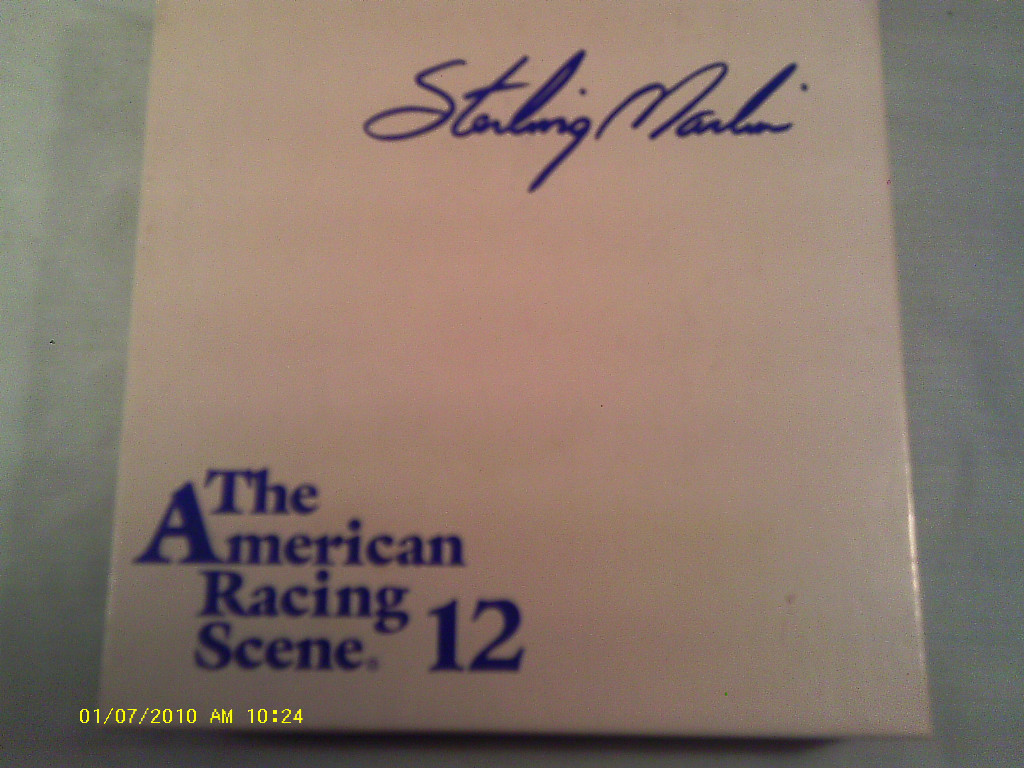 Sterling Marlin
The
American
Racing
Scene® 12
01/07/2010 AM 10:24